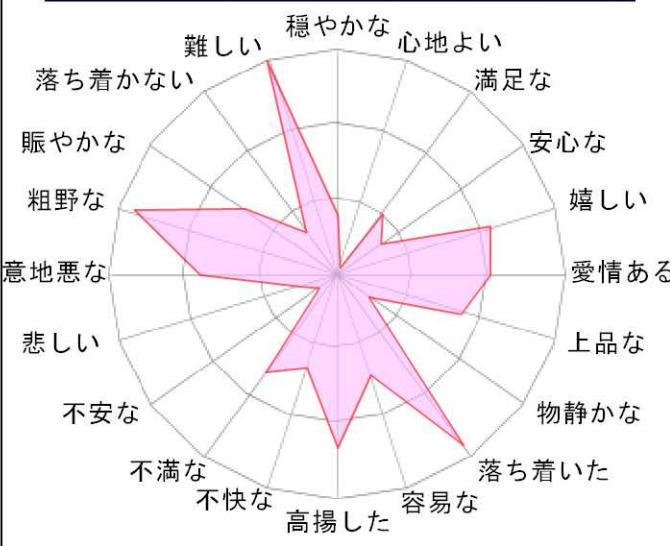 穏やかな
心地よい
満足な
安心な
嬉しい
愛情ある
上品な
物静かな
落ち着いた
容易な
高揚した
不快な
不満な
不安な
悲しい
意地悪な
粗野な
賑やかな
落ち着かない
難しい